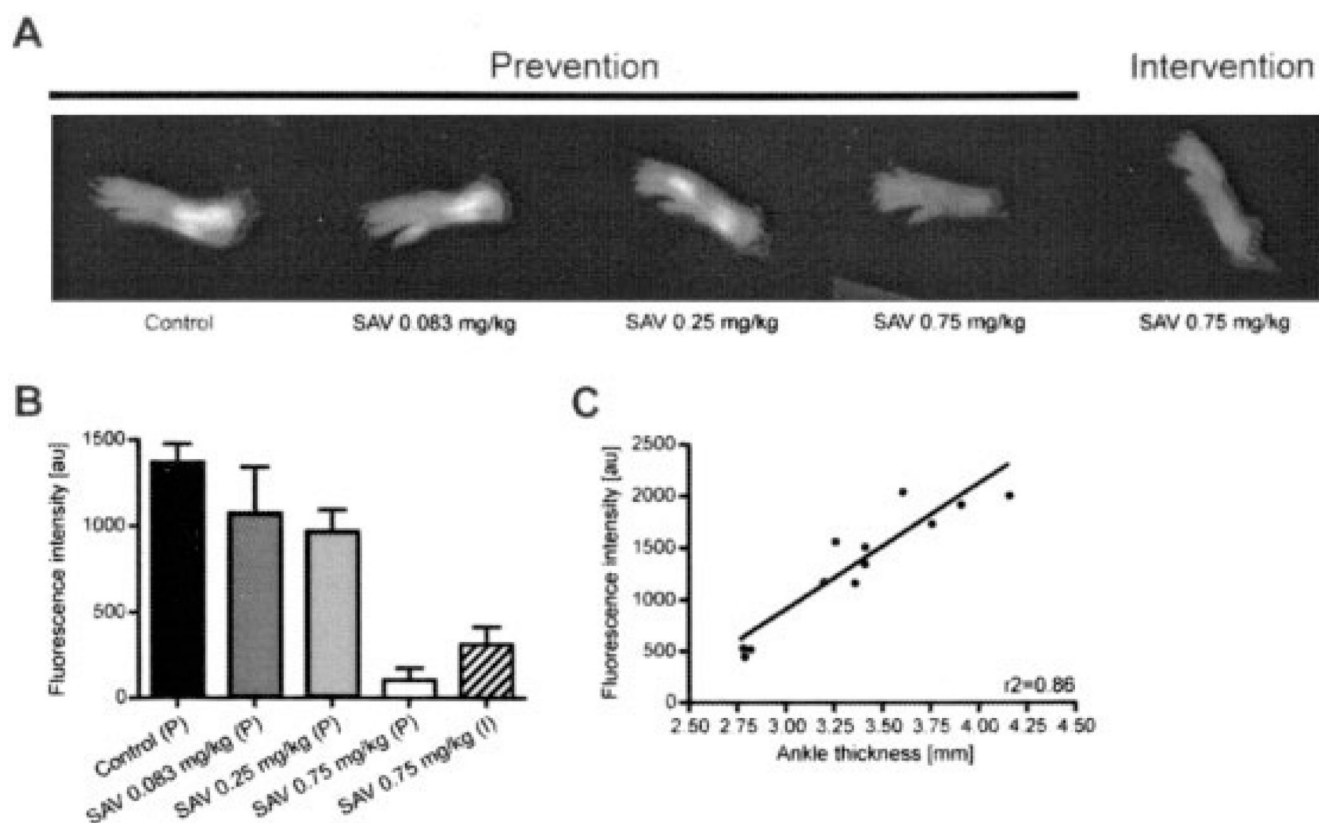 A
Prevention
Intervention
Control
SAV 0.083 mg/kg
SAV 0.25 mg/kg
SAV 0.75 mg/kg
SAV 0.75 mg/kg
B
Fluorescence intensity [au]
1500
1000
500
0
Control (P)
SAV 0.083 mg/kg (P)
SAV 0.25 mg/kg (P)
SAV 0.75 mg/kg (P)
SAV 0.75 mg/kg (I)
C
Fluorescence intensity [au]
2500
2000
1500
1000
500
0
r2=0.86
2.50 2.75 3.00 3.25 3.50 3.75 4.00 4.25 4.50
Ankle thickness [mm]